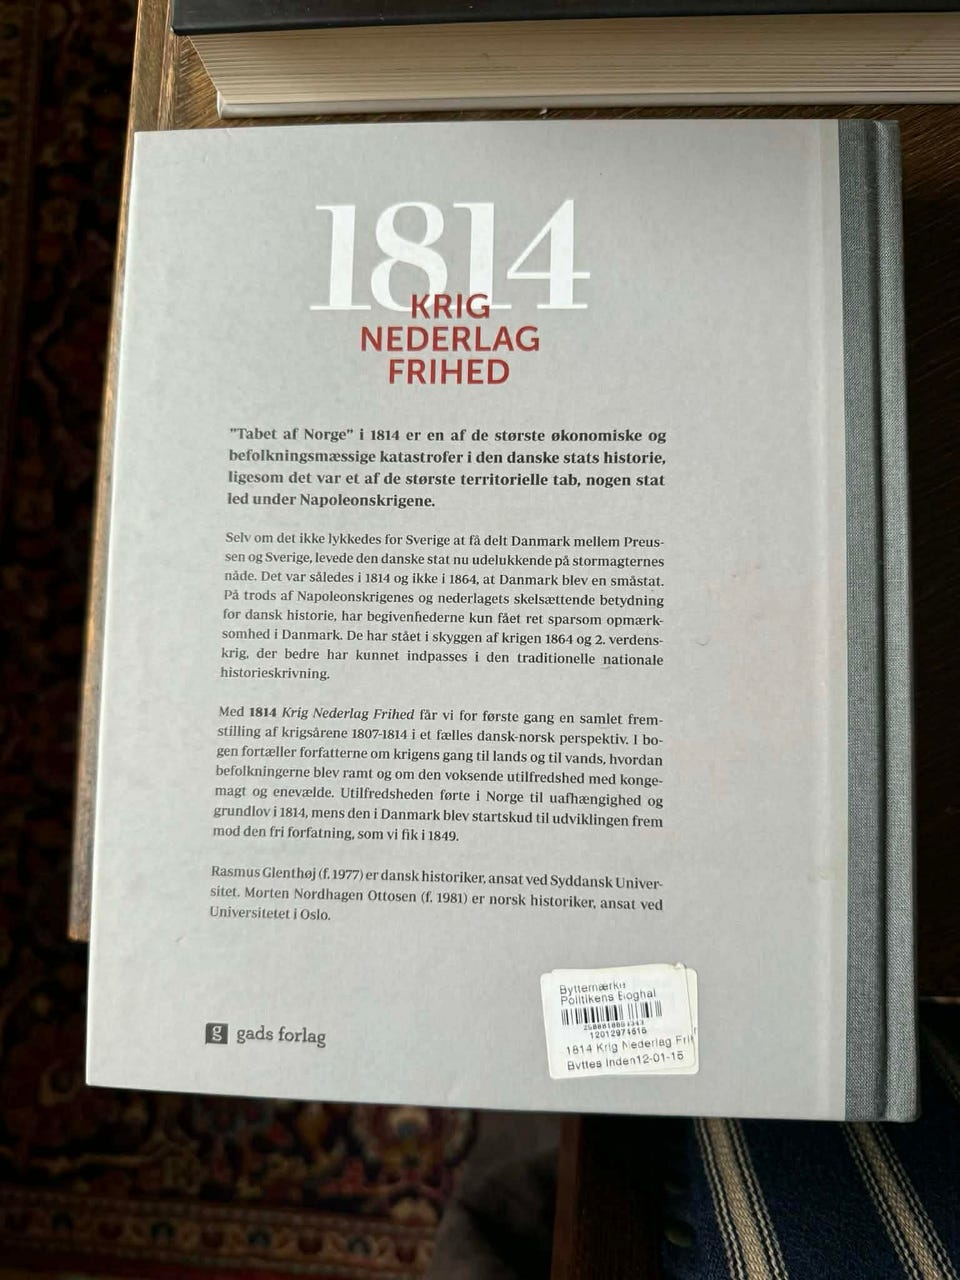 1814
KRIG
NEDERLAG
FRIHED
"Tabet af Norge" i 1814 er en af de største økonomiske og
befolkningsmæssige katastrofer i den danske stats historie,
ligesom det var et af de største territorielle tab, nogen stat
led under Napoleonskrigene.
Selv om det ikke lykkedes for Sverige at få delt Danmark mellem Preus-
sen og Sverige, levede den danske stat nu udelukkende på stormagternes
nåde. Det var således i 1814 og ikke i 1864, at Danmark blev en småstat.
På trods af Napoleonskrigenes og nederlagets skelsættende betydning
for dansk historie, har begivenhederne kun fået ret sparsom opmærk-
somhed i Danmark. De har stået i skyggen af krigen 1864 og 2. verdens-
krig, der bedre har kunnet indpasses i den traditionelle nationale
historieskrivning.
Med 1814 Krig Nederlag Frihed får vi for første gang en samlet frem-
stilling af krigsårene 1807-1814 i et fælles dansk-norsk perspektiv. I bo-
gen fortæller forfatterne om krigens gang til lands og til vands, hvordan
befolkningerne blev ramt og om den voksende utilfredshed med konge-
magt og enevælde. Utilfredsheden førte i Norge til uafhængighed og
grundlov i 1814, mens den i Danmark blev startskud til udviklingen frem
mod den fri forfatning, som vi fik i 1849.
Rasmus Glenthøj (f. 1977) er dansk historiker, ansat ved Syddansk Univer-
sitet. Morten Nordhagen Ottosen (f. 1981) er norsk historiker, ansat ved
Universitetet i Oslo.
g gads forlag
Byttemærke
Politikens Boghal
12012974616
1814 Krig Nederlag Fri
Byttes inden12-01-15